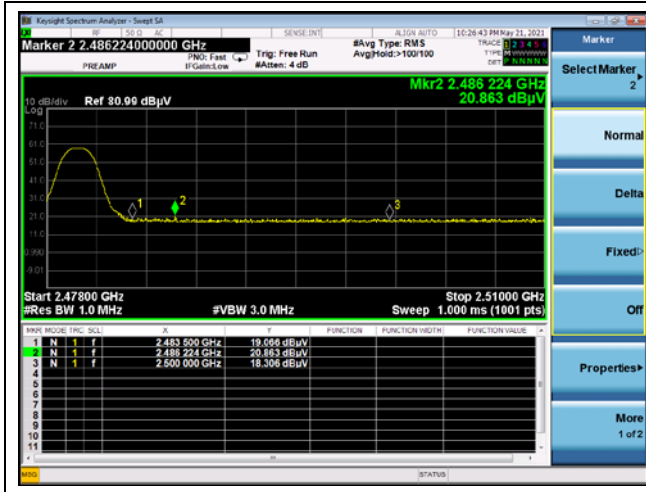 Keysight Spectrum Analyzer - Swept SA
RF 50 Ω AC SENSE:INT ALIGN AUTO 10:26:43 PM May 21, 2021
Marker 2 2.486224000000 GHz
PREAMP
PNO: Fast
IFGain:Low
Trig: Free Run
#Atten: 4 dB
#Avg Type: RMS
Avg|Hold:>100/100
TRACE 1 2 3 4 5 6
TYPE M
DET P N N N N N
Mkr2 2.486 224 GHz
20.863 dBµV
10 dB/div Ref 80.99 dBµV
Log
71.0
61.0
51.0
41.0
31.0
21.0
11.0
0.990
-9.01
1
2
3
Start 2.47800 GHz Stop 2.51000 GHz
#Res BW 1.0 MHz #VBW 3.0 MHz Sweep 1.000 ms (1001 pts)
MKR MODE TRC SCL X Y FUNCTION FUNCTION WIDTH FUNCTION VALUE
1 N 1 f 2.483 500 GHz 19.066 dBµV
2 N 1 f 2.486 224 GHz 20.863 dBµV
3 N 1 f 2.500 000 GHz 18.306 dBµV
4
5
6
7
8
9
10
11
MSG STATUS
Marker
Select Marker
2
Normal
Delta
Fixed
Off
Properties
More
1 of 2